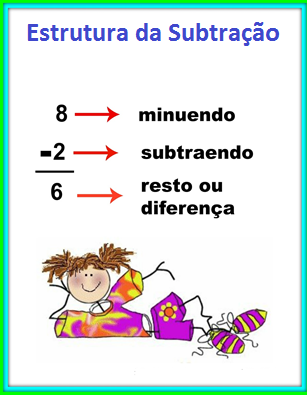 Estrutura da Subtração
8 minuendo
-2 subtraendo
6 resto ou
diferença